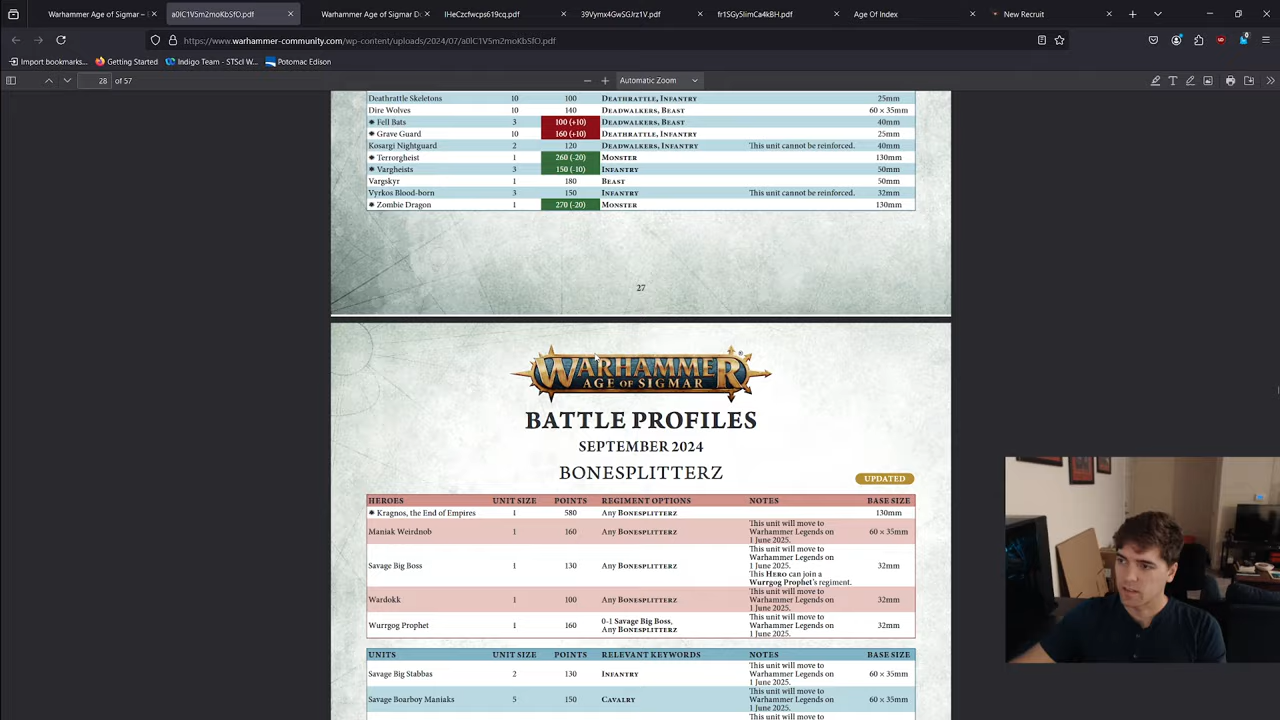 a0lC1V5m2moKbSfO.pdf
Warhammer Age of Sigmar –
Warhammer Age of Sigmar D
lHeCzcfwcps619cq.pdf
39Vymx4GwSGJrz1V.pdf
fr1SGySlimCa4kBH.pdf
Age Of Index
New Recruit
https://www.warhammer-community.com/wp-content/uploads/2024/07/a0lC1V5m2moKbSfO.pdf
Import bookmarks...
Getting Started
Indigo Team - STScI W...
Potomac Edison
28 of 57
Automatic Zoom
Deathrattle Skeletons 10 100 DEATHRATTLE, INFANTRY 25mm
Dire Wolves 10 140 DEADWALKERS, BEAST 60 × 35mm
Fell Bats 3 100 (+10) DEADWALKERS, BEAST 40mm
Grave Guard 10 160 (+10) DEATHRATTLE, INFANTRY 25mm
Kosargi Nightguard 2 120 DEADWALKERS, INFANTRY This unit cannot be reinforced. 40mm
Terrorgheist 1 260 (-20) MONSTER 130mm
Vargheists 3 150 (-10) INFANTRY 50mm
Vargskyr 1 180 BEAST 50mm
Vyrkos Blood-born 3 150 INFANTRY This unit cannot be reinforced. 32mm
Zombie Dragon 1 270 (-20) MONSTER 130mm
27
WARHAMMER
AGE OF SIGMAR
BATTLE PROFILES
SEPTEMBER 2024
BONESPLITTERZ
UPDATED
HEROES UNIT SIZE POINTS REGIMENT OPTIONS NOTES BASE SIZE
Kragnos, the End of Empires 1 580 Any BONESPLITTERZ 130mm
Maniak Weirdnob 1 160 Any BONESPLITTERZ This unit will move to
Warhammer Legends on
1 June 2025. 60 × 35mm
Savage Big Boss 1 130 Any BONESPLITTERZ This unit will move to
Warhammer Legends on
1 June 2025.
This HERO can join a
Wurrgog Prophet's regiment. 32mm
Wardokk 1 100 Any BONESPLITTERZ This unit will move to
Warhammer Legends on
1 June 2025. 32mm
Wurrgog Prophet 1 160 0-1 Savage Big Boss,
Any BONESPLITTERZ This unit will move to
Warhammer Legends on
1 June 2025. 32mm
UNITS UNIT SIZE POINTS RELEVANT KEYWORDS NOTES BASE SIZE
Savage Big Stabbas 2 130 INFANTRY This unit will move to
Warhammer Legends on
1 June 2025. 60 × 35mm
Savage Boarboy Maniaks 5 150 CAVALRY This unit will move to
Warhammer Legends on
1 June 2025. 60 × 35mm
This unit will move to